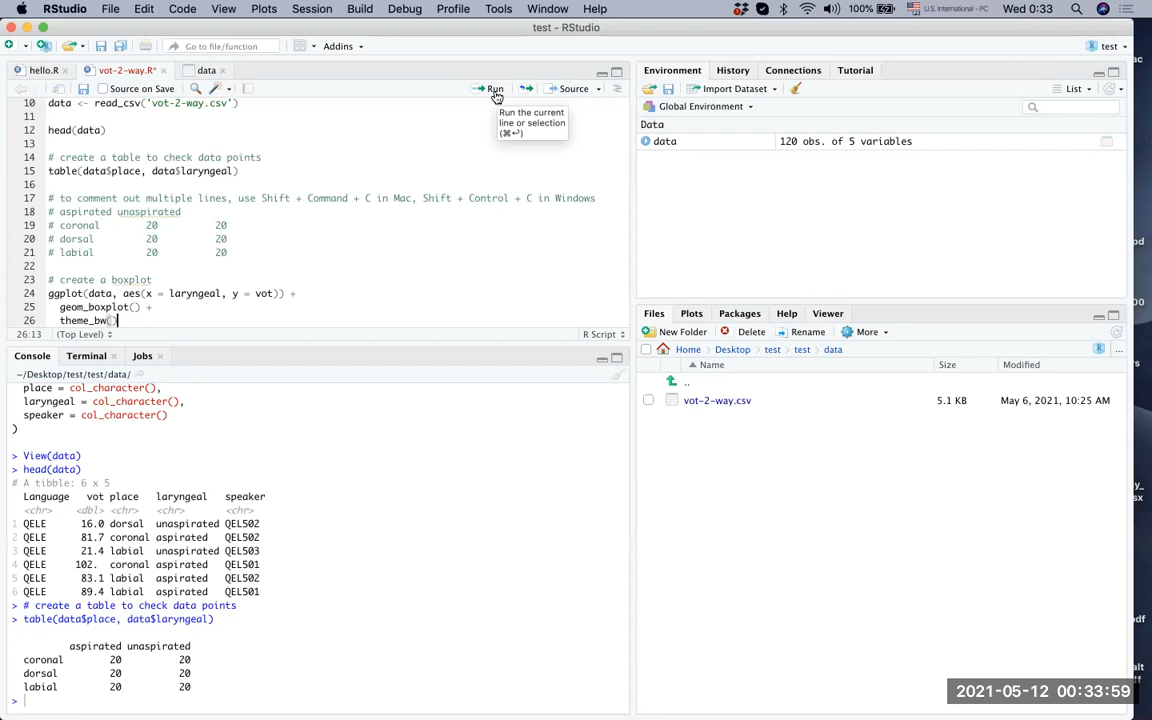 RStudio File Edit Code View Plots Session Build Debug Profile Tools Window Help 100% U.S. International - PC Wed 0:33
test - RStudio
Go to file/function Addins test
hello.R vot-2-way.R* data
Source on Save Run Source
Run the current
line or selection
(⌘↩)
10 data <- read_csv('vot-2-way.csv')
11
12 head(data)
13
14 # create a table to check data points
15 table(data$place, data$laryngeal)
16
17 # to comment out multiple lines, use Shift + Command + C in Mac, Shift + Control + C in Windows
18 # aspirated unaspirated
19 # coronal 20 20
20 # dorsal 20 20
21 # labial 20 20
22
23 # create a boxplot
24 ggplot(data, aes(x = laryngeal, y = vot)) +
25 geom_boxplot() +
26 theme_bw()
26:13 (Top Level) R Script
Console Terminal Jobs
~/Desktop/test/test/data/
place = col_character(),
laryngeal = col_character(),
speaker = col_character()
)
> View(data)
> head(data)
# A tibble: 6 x 5
Language vot place laryngeal speaker
<chr> <dbl> <chr> <chr> <chr>
1 QELE 16.0 dorsal unaspirated QEL502
2 QELE 81.7 coronal aspirated QEL502
3 QELE 21.4 labial unaspirated QEL503
4 QELE 102. coronal aspirated QEL501
5 QELE 83.1 labial aspirated QEL502
6 QELE 89.4 labial aspirated QEL501
> # create a table to check data points
> table(data$place, data$laryngeal)
aspirated unaspirated
coronal 20 20
dorsal 20 20
labial 20 20
>
Environment History Connections Tutorial
Import Dataset List
Global Environment
Data
data 120 obs. of 5 variables
Files Plots Packages Help Viewer
New Folder Delete Rename More
Home Desktop test test data
Name Size Modified
..
vot-2-way.csv 5.1 KB May 6, 2021, 10:25 AM
2021-05-12 00:33:59